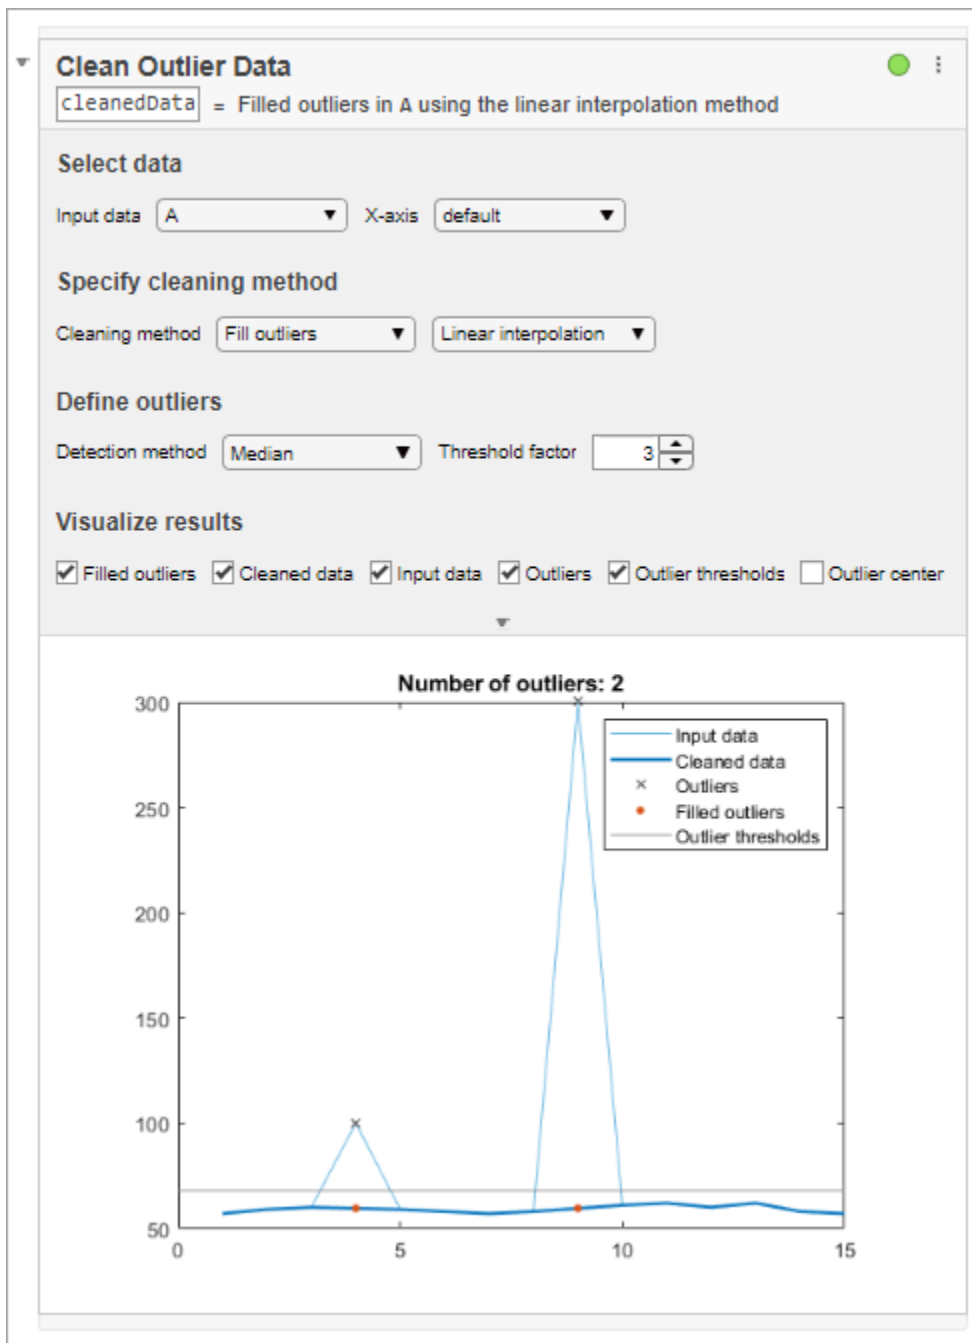 Clean Outlier Data
cleanedData = Filled outliers in A using the linear interpolation method
Select data
Input data A X-axis default
Specify cleaning method
Cleaning method Fill outliers Linear interpolation
Define outliers
Detection method Median Threshold factor 3
Visualize results
Filled outliers Cleaned data Input data Outliers Outlier thresholds Outlier center
Number of outliers: 2
300
250
200
150
100
50
0 5 10 15
Input data
Cleaned data
Outliers
Filled outliers
Outlier thresholds